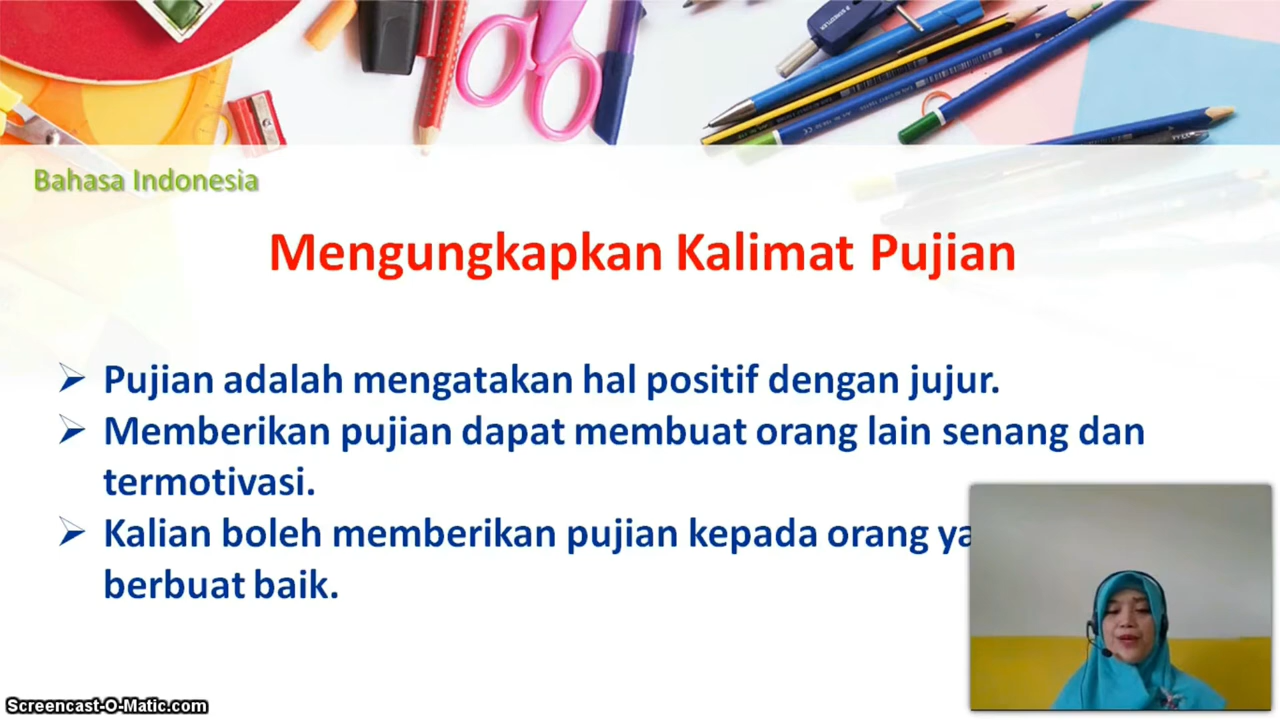 Bahasa Indonesia
Mengungkapkan Kalimat Pujian
Pujian adalah mengatakan hal positif dengan jujur.
Memberikan pujian dapat membuat orang lain senang dan
termotivasi.
Kalian boleh memberikan pujian kepada orang
berbuat baik.
Screencast-O-Matic.com